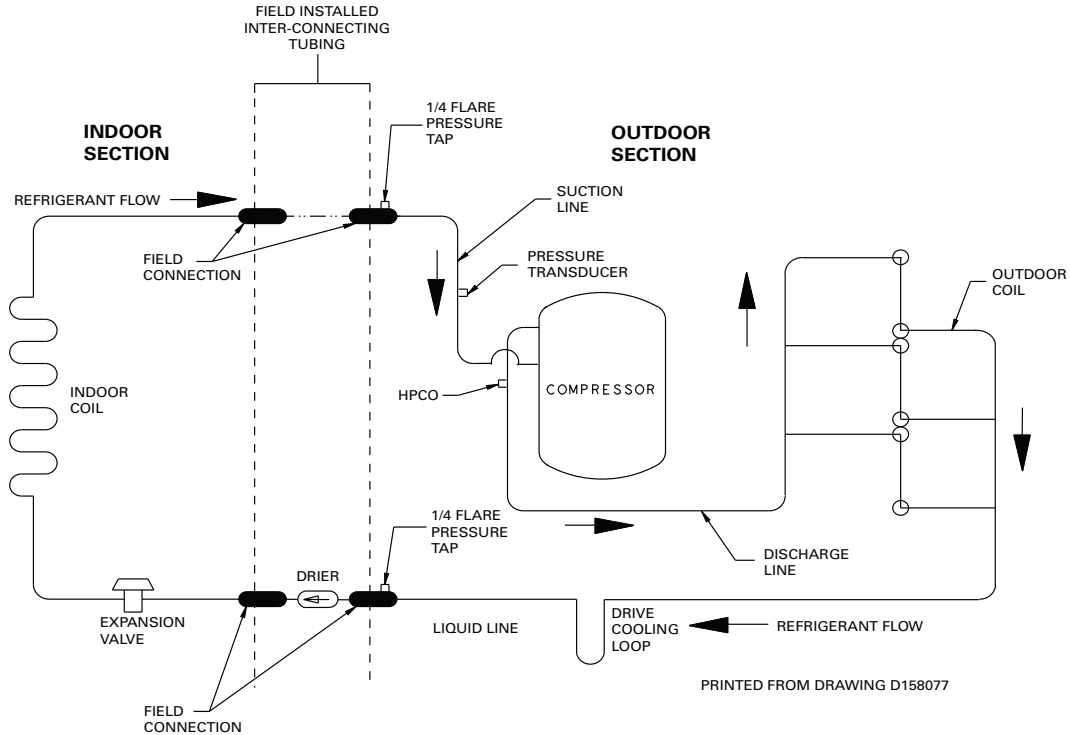 FIELD INSTALLED
INTER-CONNECTING
TUBING
1/4 FLARE
PRESSURE
TAP
INDOOR
SECTION
OUTDOOR
SECTION
REFRIGERANT FLOW
SUCTION
LINE
FIELD
CONNECTION
PRESSURE
TRANSDUCER
OUTDOOR
COIL
INDOOR
COIL
HPCO
COMPRESSOR
1/4 FLARE
PRESSURE
TAP
DISCHARGE
LINE
DRIER
EXPANSION
VALVE
LIQUID LINE
DRIVE
COOLING
LOOP
REFRIGERANT FLOW
FIELD
CONNECTION
PRINTED FROM DRAWING D158077